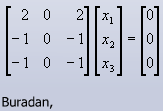 [ 2 0 2 ] [ x₁ ] = [ 0 ]
[ -1 0 -1 ] [ x₂ ] = [ 0 ]
[ -1 0 -1 ] [ x₃ ] = [ 0 ]
Buradan,